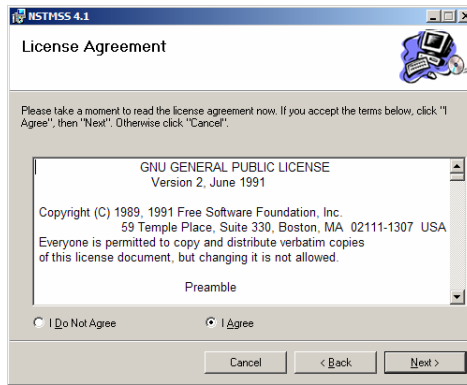 NSTMSS 4.1
License Agreement
Please take a moment to read the license agreement now. If you accept the terms below, click "I
Agree", then "Next". Otherwise click "Cancel".
GNU GENERAL PUBLIC LICENSE
Version 2, June 1991
Copyright (C) 1989, 1991 Free Software Foundation, Inc.
59 Temple Place, Suite 330, Boston, MA 02111-1307 USA
Everyone is permitted to copy and distribute verbatim copies
of this license document, but changing it is not allowed.
Preamble
I Do Not Agree
I Agree
Cancel
< Back
Next >